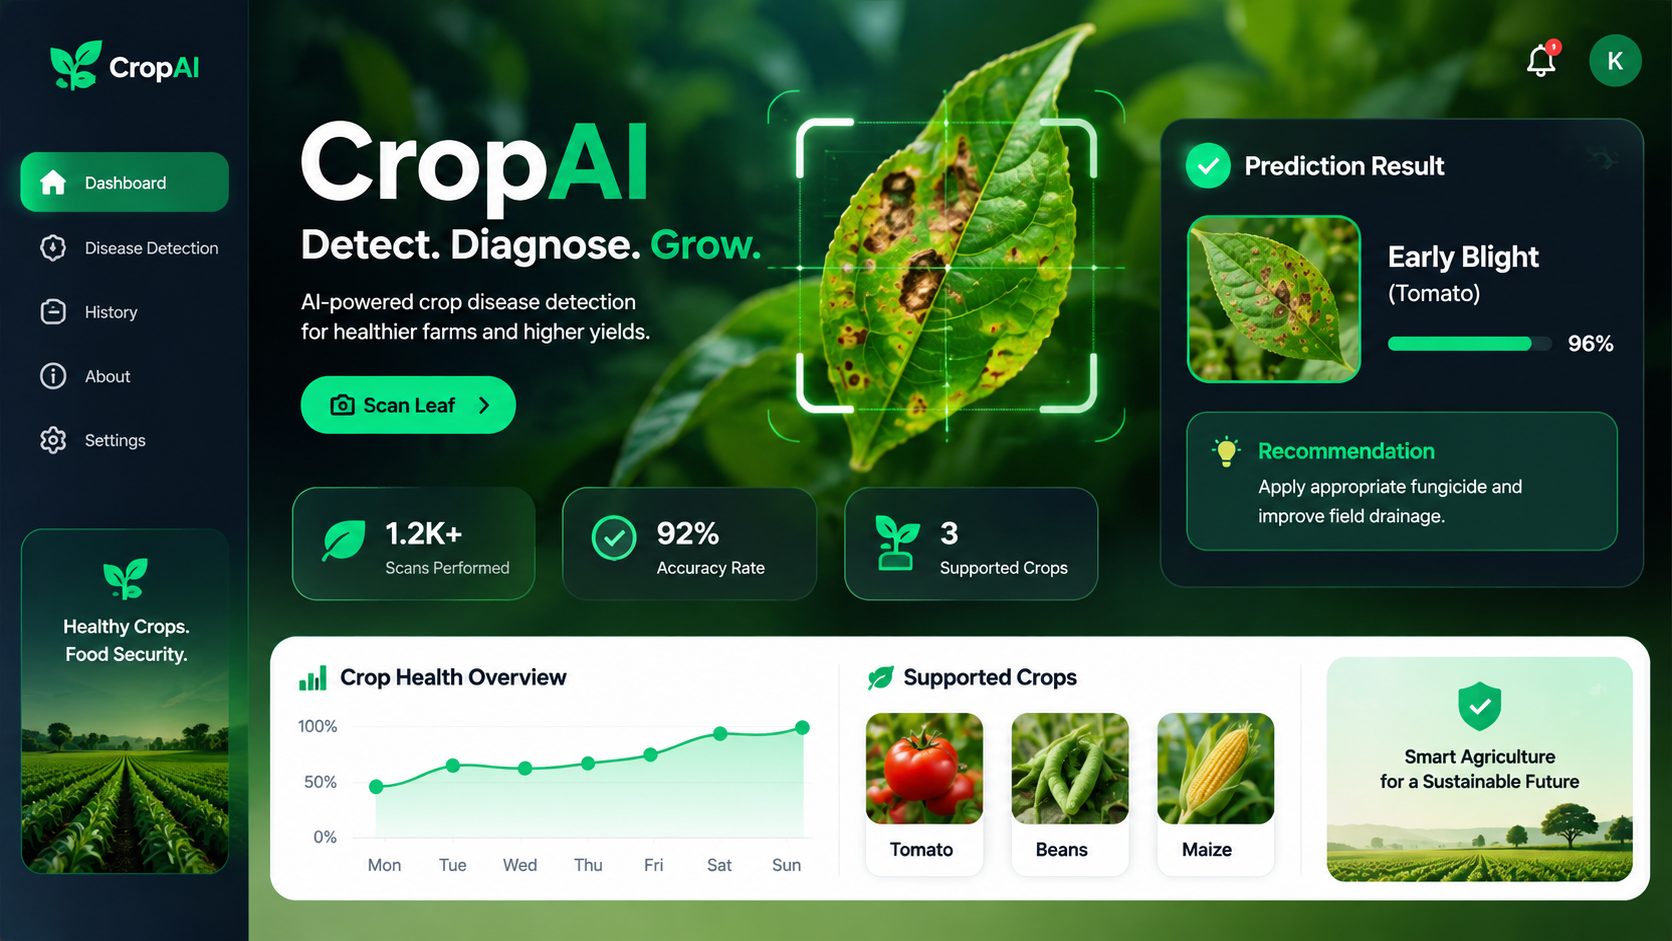 CropAI
Dashboard
Disease Detection
History
About
Settings
Healthy Crops.
Food Security.
CropAI
Detect. Diagnose. Grow.
AI-powered crop disease detection
for healthier farms and higher yields.
Scan Leaf
1.2K+
Scans Performed
92%
Accuracy Rate
3
Supported Crops
K
Prediction Result
Early Blight
(Tomato)
96%
Recommendation
Apply appropriate fungicide and
improve field drainage.
Crop Health Overview
100%
50%
0%
Mon Tue Wed Thu Fri Sat Sun
Supported Crops
Tomato
Beans
Maize
Smart Agriculture
for a Sustainable Future